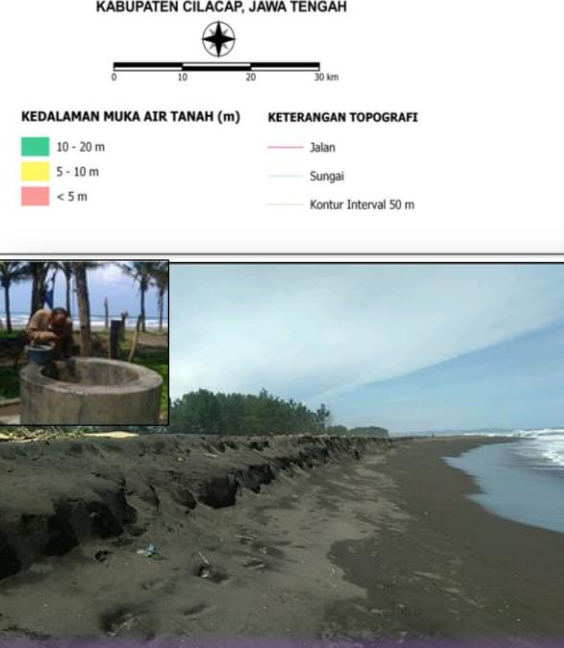 KABUPATEN CILACAP, JAWA TENGAH
0 10 20 30 km
KEDALAMAN MUKA AIR TANAH (m)
10 - 20 m
5 - 10 m
< 5 m
KETERANGAN TOPOGRAFI
Jalan
Sungai
Kontur Interval 50 m